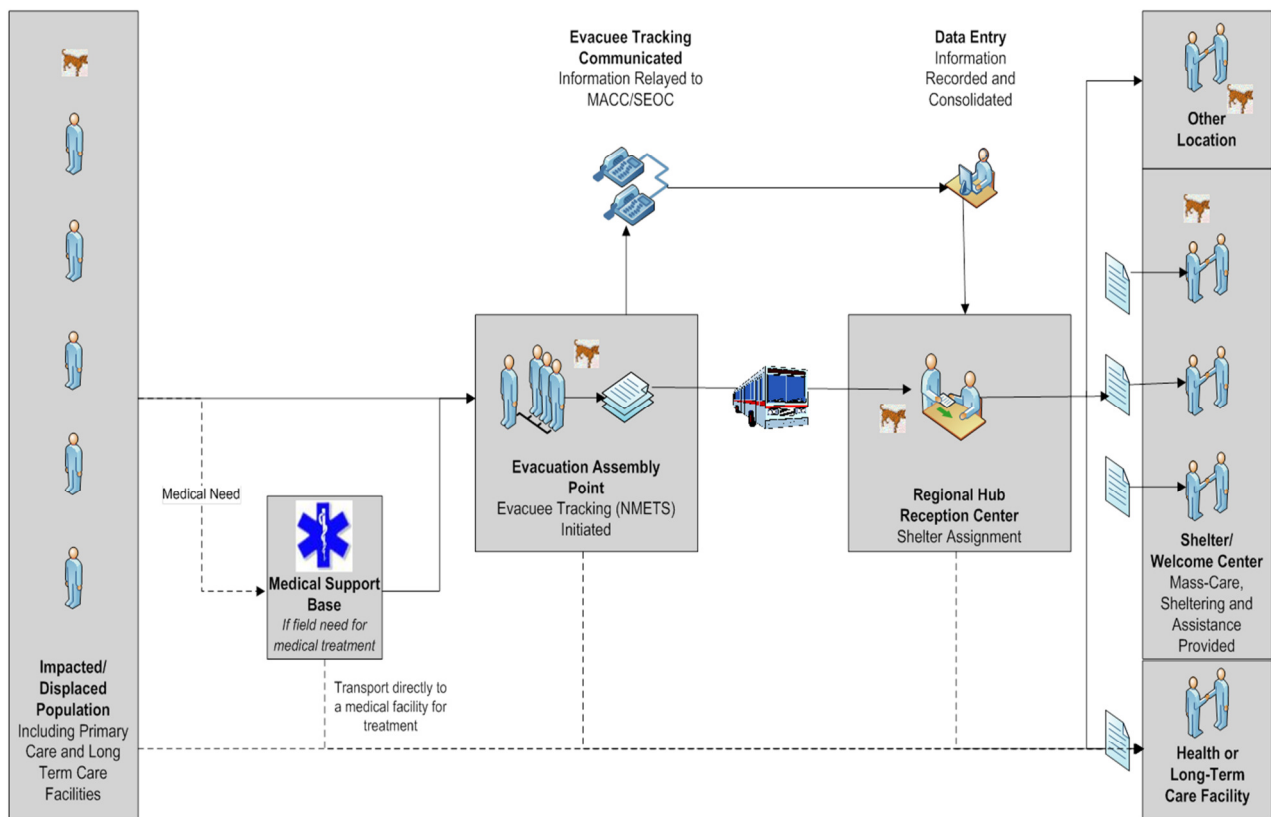 Evacuee Tracking
Communicated
Information Relayed to
MACC/SEOC
Data Entry
Information
Recorded and
Consolidated
Other
Location
Medical Need
Medical Support
Base
If field need for
medical treatment
Evacuation Assembly
Point
Evacuee Tracking (NMETS)
Initiated
Regional Hub
Reception Center
Shelter Assignment
Shelter/
Welcome Center
Mass-Care,
Sheltering and
Assistance
Provided
Impacted/
Displaced
Population
Including Primary
Care and Long
Term Care
Facilities
Transport directly to
a medical facility for
treatment
Health or
Long-Term
Care Facility